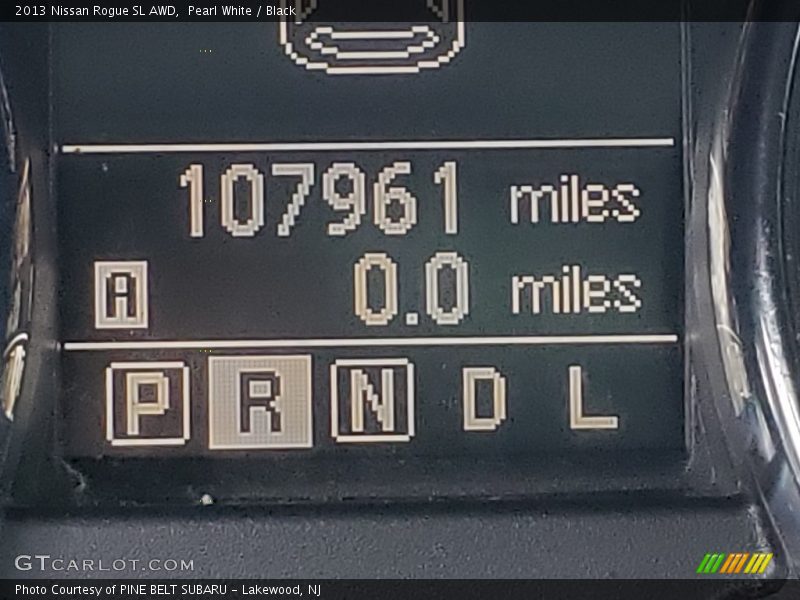 2013 Nissan Rogue SL AWD,  Pearl White / Black
107961 miles
A 0.0 miles
P R N D L
GTCARLOT.COM
Photo Courtesy of PINE BELT SUBARU - Lakewood, NJ